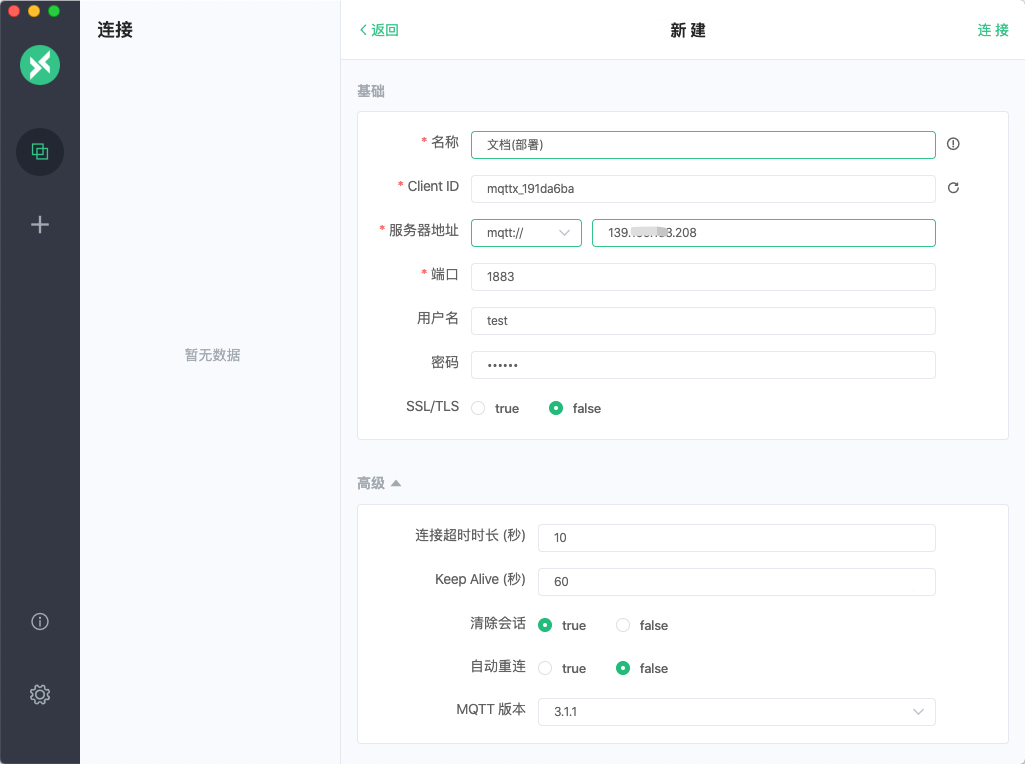 连接
返回
新建
连接
基础
* 名称 文档(部署)
* Client ID mqttx_191da6ba
* 服务器地址 mqtt:// 139. 3.208
* 端口 1883
用户名 test
密码 ••••••
SSL/TLS true false
暂无数据
高级
连接超时时长 (秒) 10
Keep Alive (秒) 60
清除会话 true false
自动重连 true false
MQTT 版本 3.1.1